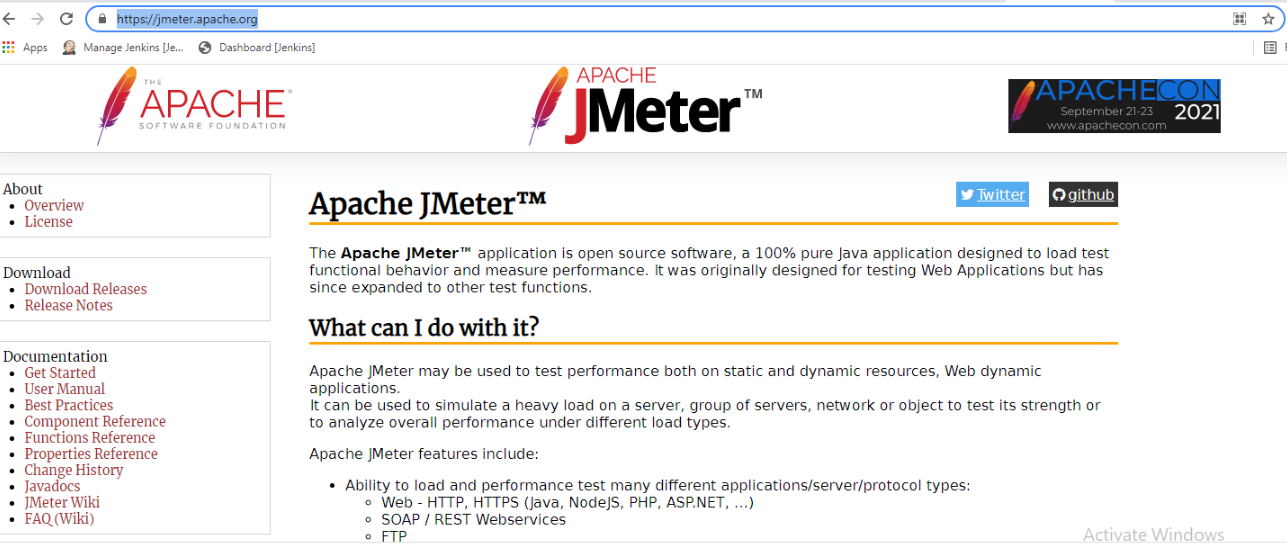 https://jmeter.apache.org
Apps Manage Jenkins [Je... Dashboard [Jenkins]
THE
APACHE®
SOFTWARE FOUNDATION
APACHE
JMeter™
APACHECON
September 21-23 2021
www.apachecon.com
About
Overview
License
Download
Download Releases
Release Notes
Documentation
Get Started
User Manual
Best Practices
Component Reference
Functions Reference
Properties Reference
Change History
Javadocs
JMeter Wiki
FAQ (Wiki)
Apache JMeter™
Twitter github
The Apache JMeter™ application is open source software, a 100% pure Java application designed to load test
functional behavior and measure performance. It was originally designed for testing Web Applications but has
since expanded to other test functions.
What can I do with it?
Apache JMeter may be used to test performance both on static and dynamic resources, Web dynamic
applications.
It can be used to simulate a heavy load on a server, group of servers, network or object to test its strength or
to analyze overall performance under different load types.
Apache JMeter features include:
Ability to load and performance test many different applications/server/protocol types:
Web - HTTP, HTTPS (Java, NodeJS, PHP, ASP.NET, ...)
SOAP / REST Webservices
FTP
Activate Windows